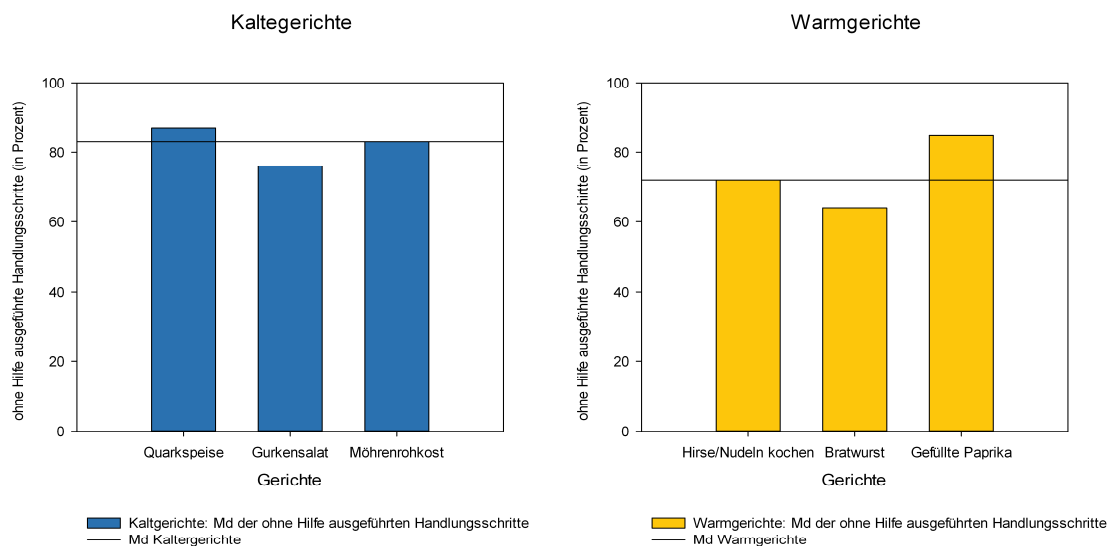 Kaltegerichte
ohne Hilfe ausgeführte Handlungsschritte (in Prozent)
100
80
60
40
20
0
Quarkspeise Gurkensalat Möhrenrohkost
Gerichte
Kaltgerichte: Md der ohne Hilfe ausgeführten Handlungsschritte
Md Kaltergerichte
Warmgerichte
ohne Hilfe ausgeführte Handlungsschiritte (in Prozent)
100
80
60
40
20
0
Hirse/Nudeln kochen Bratwurst Gefüllte Paprika
Gerichte
Warmgerichte: Md der ohne Hilfe ausgeführten Handlungsschritte
Md Warmgerichte